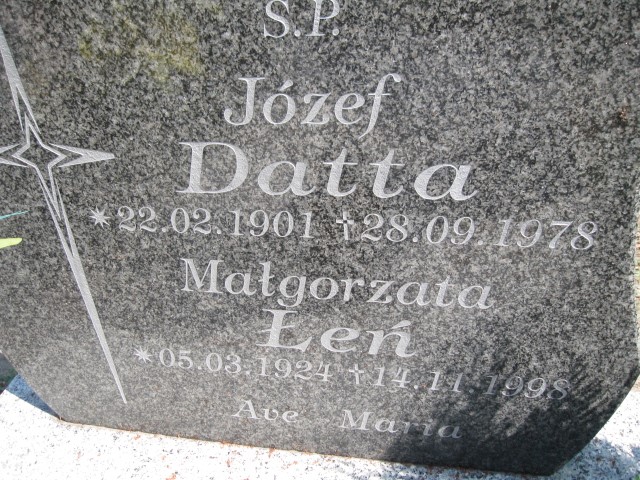 S.P.
Józef
Datta
*22.02.1901 †28.09.1978
Małgorzata
Łeń
*05.03.1924 †14.11.1998
Ave - Maria